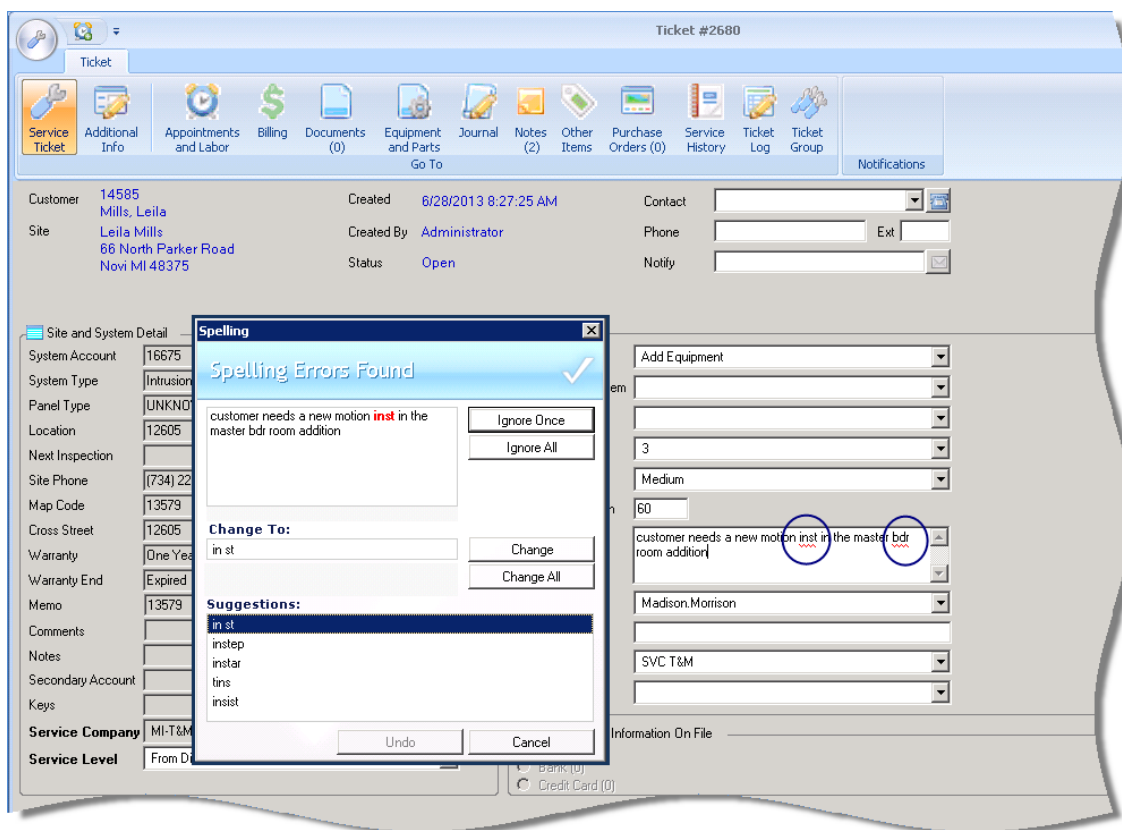 Ticket #2680
Ticket
Service Ticket
Additional Info
Appointments and Labor
Billing
Documents (0)
Equipment and Parts
Journal
Notes (2)
Other Items
Purchase Orders (0)
Service History
Ticket Log
Ticket Group
Go To
Notifications
Customer 14585
Mills, Leila
Site Leila Mills
66 North Parker Road
Novi MI 48375
Created 6/28/2013 8:27:25 AM
Created By Administrator
Status Open
Contact
Phone
Ext
Notify
Site and System Detail
System Account 16675
System Type Intrusion
Panel Type
Location 12605
Next Inspection
Site Phone (734) 22
Map Code 13579
Cross Street 12605
Warranty One Yea
Warranty End Expired
Memo 13579
Comments
Notes
Secondary Account
Keys
Service Company MI-T&M
Service Level From Di
Spelling
Spelling Errors Found
customer needs a new motion inst in the
master bdr room addition
Ignore Once
Ignore All
Change To:
in st
Change
Change All
Suggestions:
in st
instep
instar
tins
insist
Undo
Cancel
Add Equipment
em
3
Medium
60
customer needs a new motion inst in the master bdr
room addition
Madison.Morrison
SVC T&M
Information On File
Bank (0)
Credit Card (0)